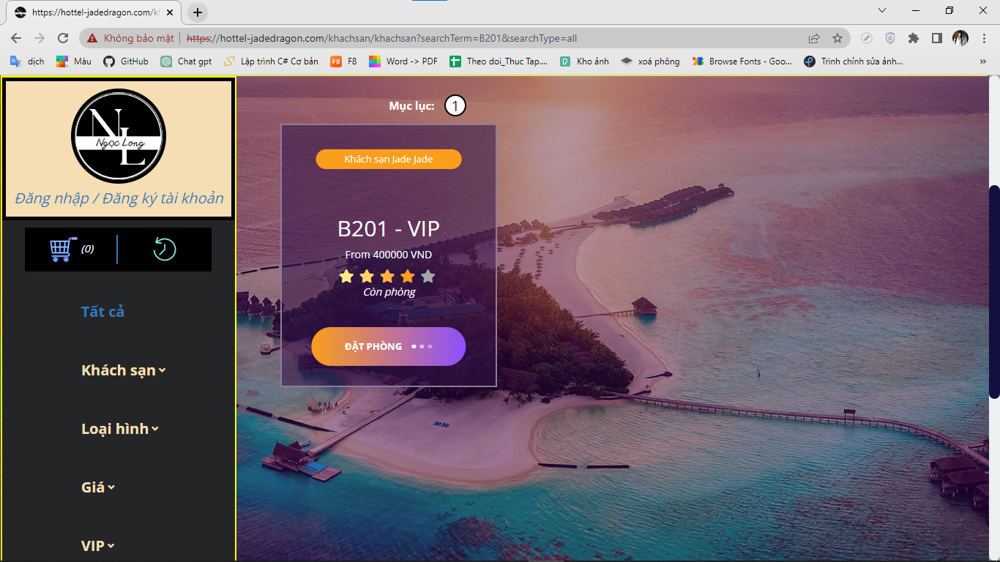 https://hottel-jadedragon.com/kh
Không bảo mật
https://hottel-jadedragon.com/khachsan/khachsan?searchTerm=B201&searchType=all
dịch
Màu
GitHub
Chat gpt
Lập trình C# Cơ bản
F8
F8
Word -> PDF
Theo doi_Thuc Tap....
Kho ảnh
xoá phông
Browse Fonts - Goo...
Trình chỉnh sửa ảnh...
»
N
Ngọc Long
L
Đăng nhập / Đăng ký tài khoản
(0)
Tất cả
Khách sạn
Loại hình
Giá
VIP
Mục lục: 1
Khách sạn Jade Jade
B201 - VIP
From 400000 VND
Còn phòng
ĐẶT PHÒNG